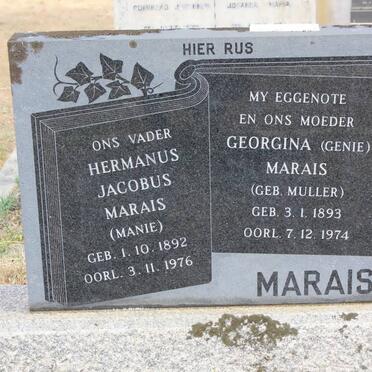 HIER RUS
ONS VADER
HERMANUS
JACOBUS
MARAIS
(MANIE)
GEB. 1. 10. 1892
OORL. 3. 11. 1976
MY EGGENOTE
EN ONS MOEDER
GEORGINA (GENIE)
MARAIS
(GEB. MULLER)
GEB. 3. 1. 1893
OORL. 7. 12. 1974
MARAIS